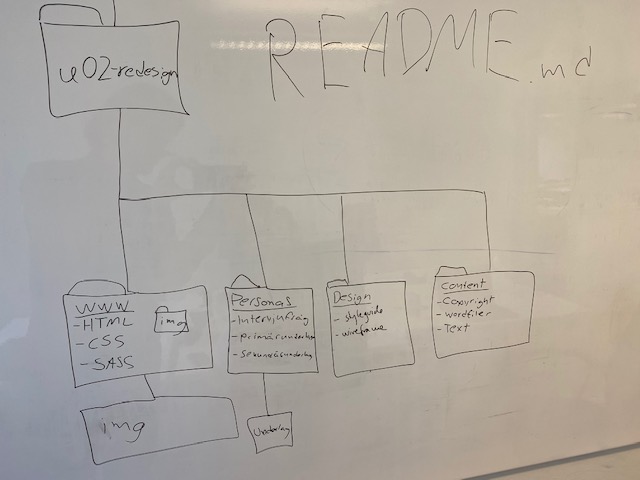 u02-redesign
README.md
WWW
-HTML
-CSS
-SASS
img
img
Personas
-primärunderlag
-sekundärunderlag
Underlag
Design
- styleguide
- wireframe
content
-Copyright
-wordfiler
-Text